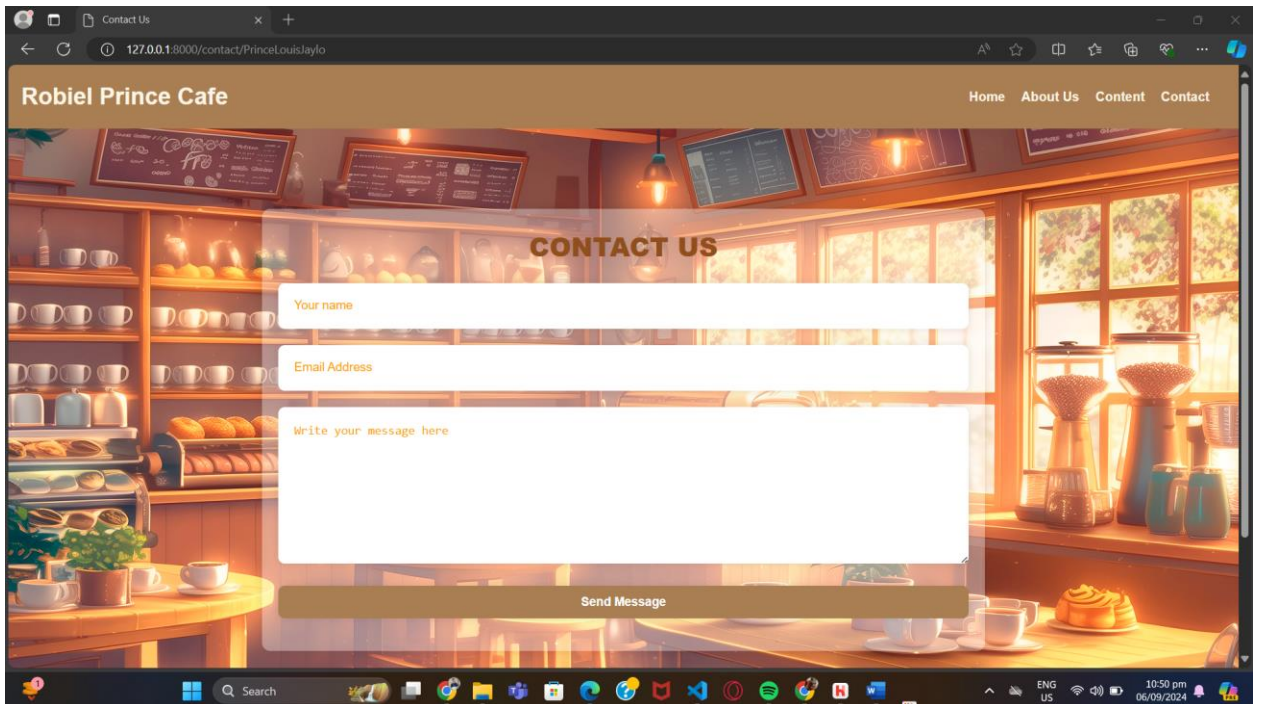 Contact Us
127.0.0.1:8000/contact/PrinceLouisJaylo
Robiel Prince Cafe
Home About Us Content Contact
CONTACT US
Your name
Email Address
Write your message here
Send Message
1
Search
ENG
US
10:50 pm
06/09/2024